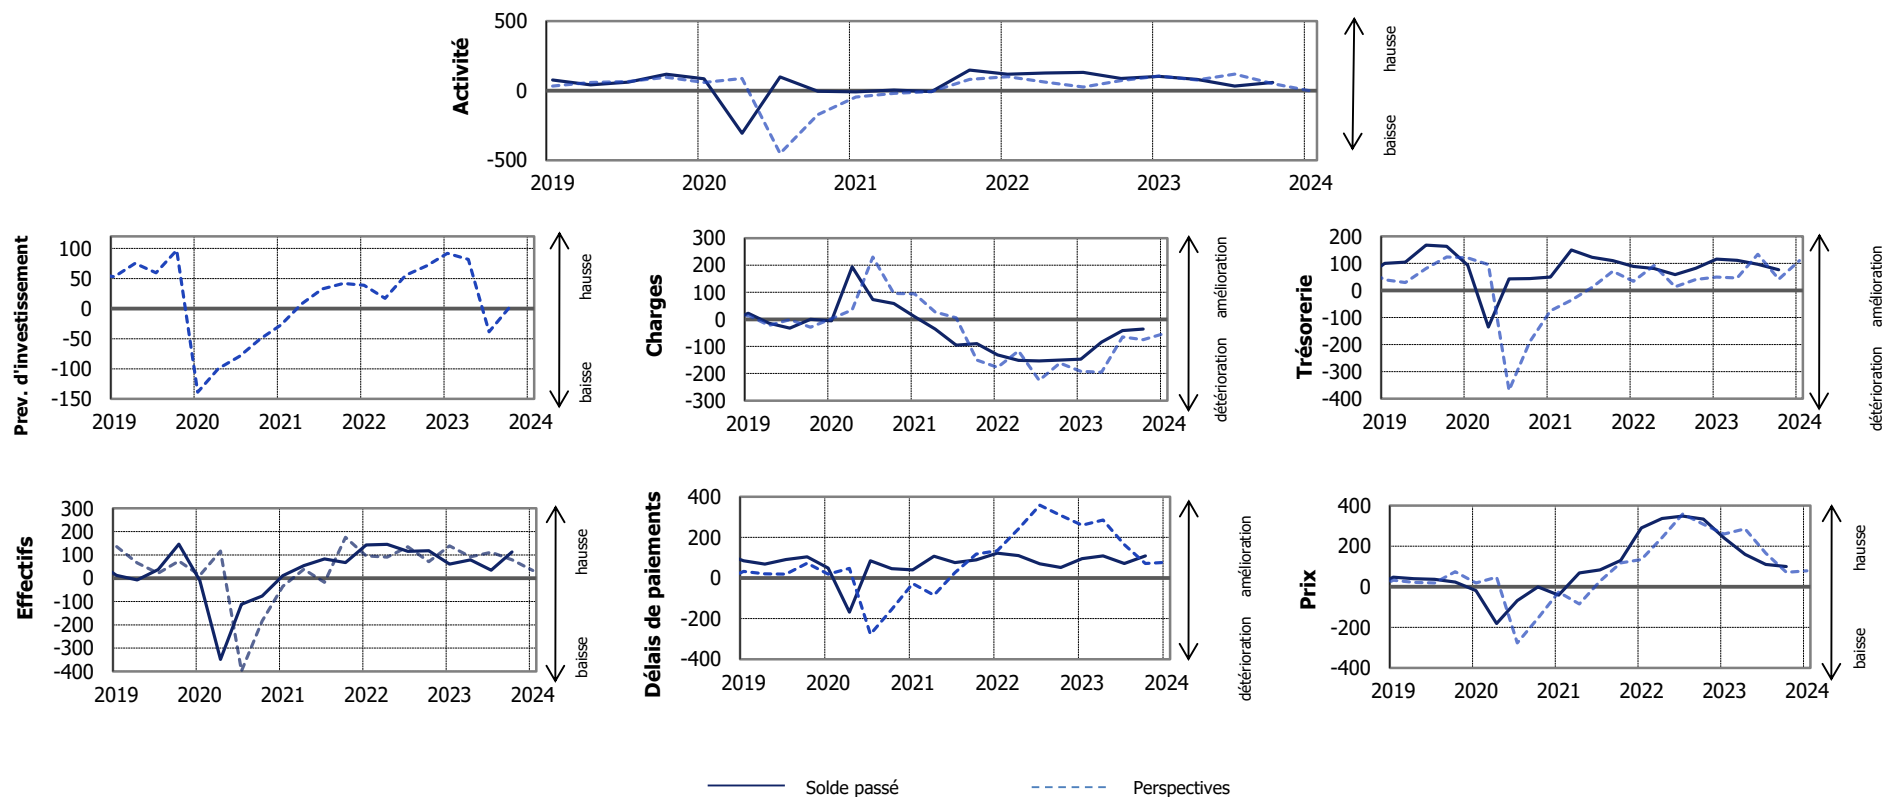 Activité
500
0
-500
2019 2020 2021 2022 2023 2024
hausse
baisse
Prev. d'investissement
100
50
0
-50
-100
-150
2019 2020 2021 2022 2023 2024
hausse
baisse
Charges
300
200
100
0
-100
-200
-300
2019 2020 2021 2022 2023 2024
amélioration
détérioration
Trésorerie
200
100
0
-100
-200
-300
-400
2019 2020 2021 2022 2023 2024
amélioration
détérioration
Effectifs
300
200
100
0
-100
-200
-300
-400
2019 2020 2021 2022 2023 2024
hausse
baisse
Délais de paiements
400
200
0
-200
-400
2019 2020 2021 2022 2023 2024
amélioration
détérioration
Prix
400
200
0
-200
-400
2019 2020 2021 2022 2023 2024
hausse
baisse
Solde passé Perspectives